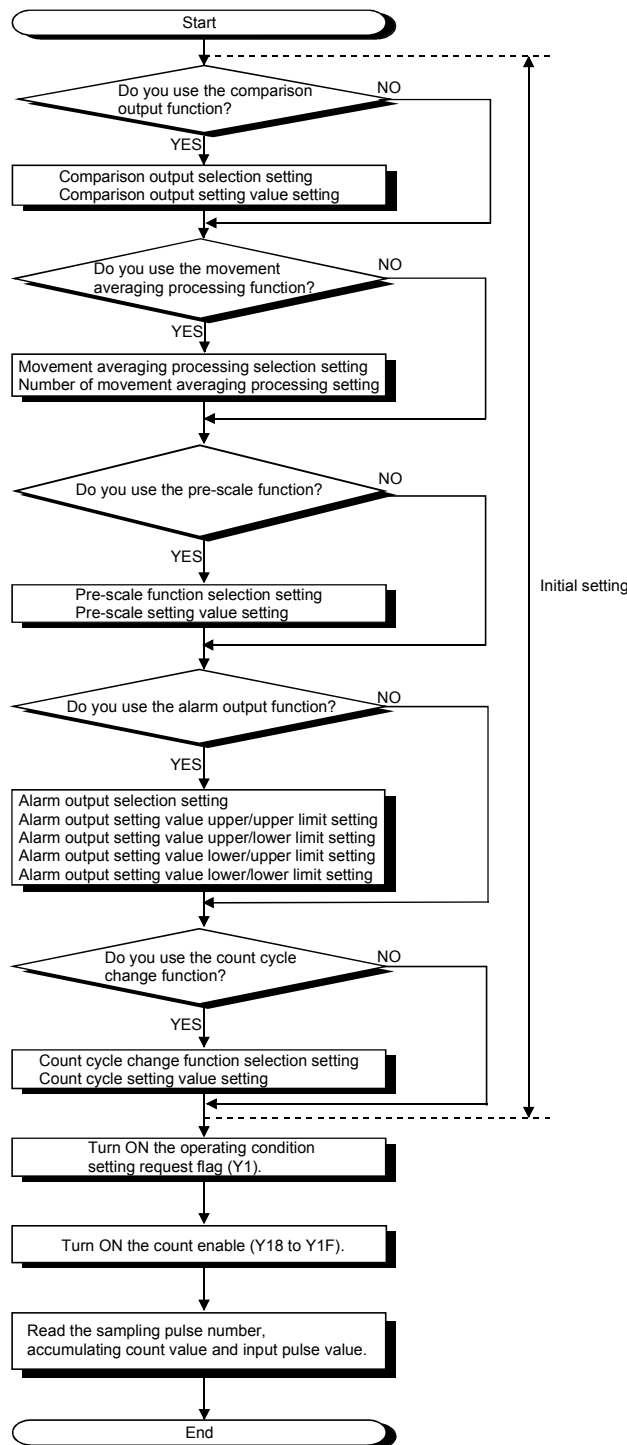 Start
Do you use the comparison
output function?
NO
YES
Comparison output selection setting
Comparison output setting value setting
Do you use the movement
averaging processing function?
NO
YES
Movement averaging processing selection setting
Number of movement averaging processing setting
Do you use the pre-scale function?
NO
YES
Pre-scale function selection setting
Pre-scale setting value setting
Initial setting
Do you use the alarm output function?
NO
YES
Alarm output selection setting
Alarm output setting value upper/upper limit setting
Alarm output setting value upper/lower limit setting
Alarm output setting value lower/upper limit setting
Alarm output setting value lower/lower limit setting
Do you use the count cycle
change function?
NO
YES
Count cycle change function selection setting
Count cycle setting value setting
Turn ON the operating condition
setting request flag (Y1).
Turn ON the count enable (Y18 to Y1F).
Read the sampling pulse number,
accumulating count value and input pulse value.
End